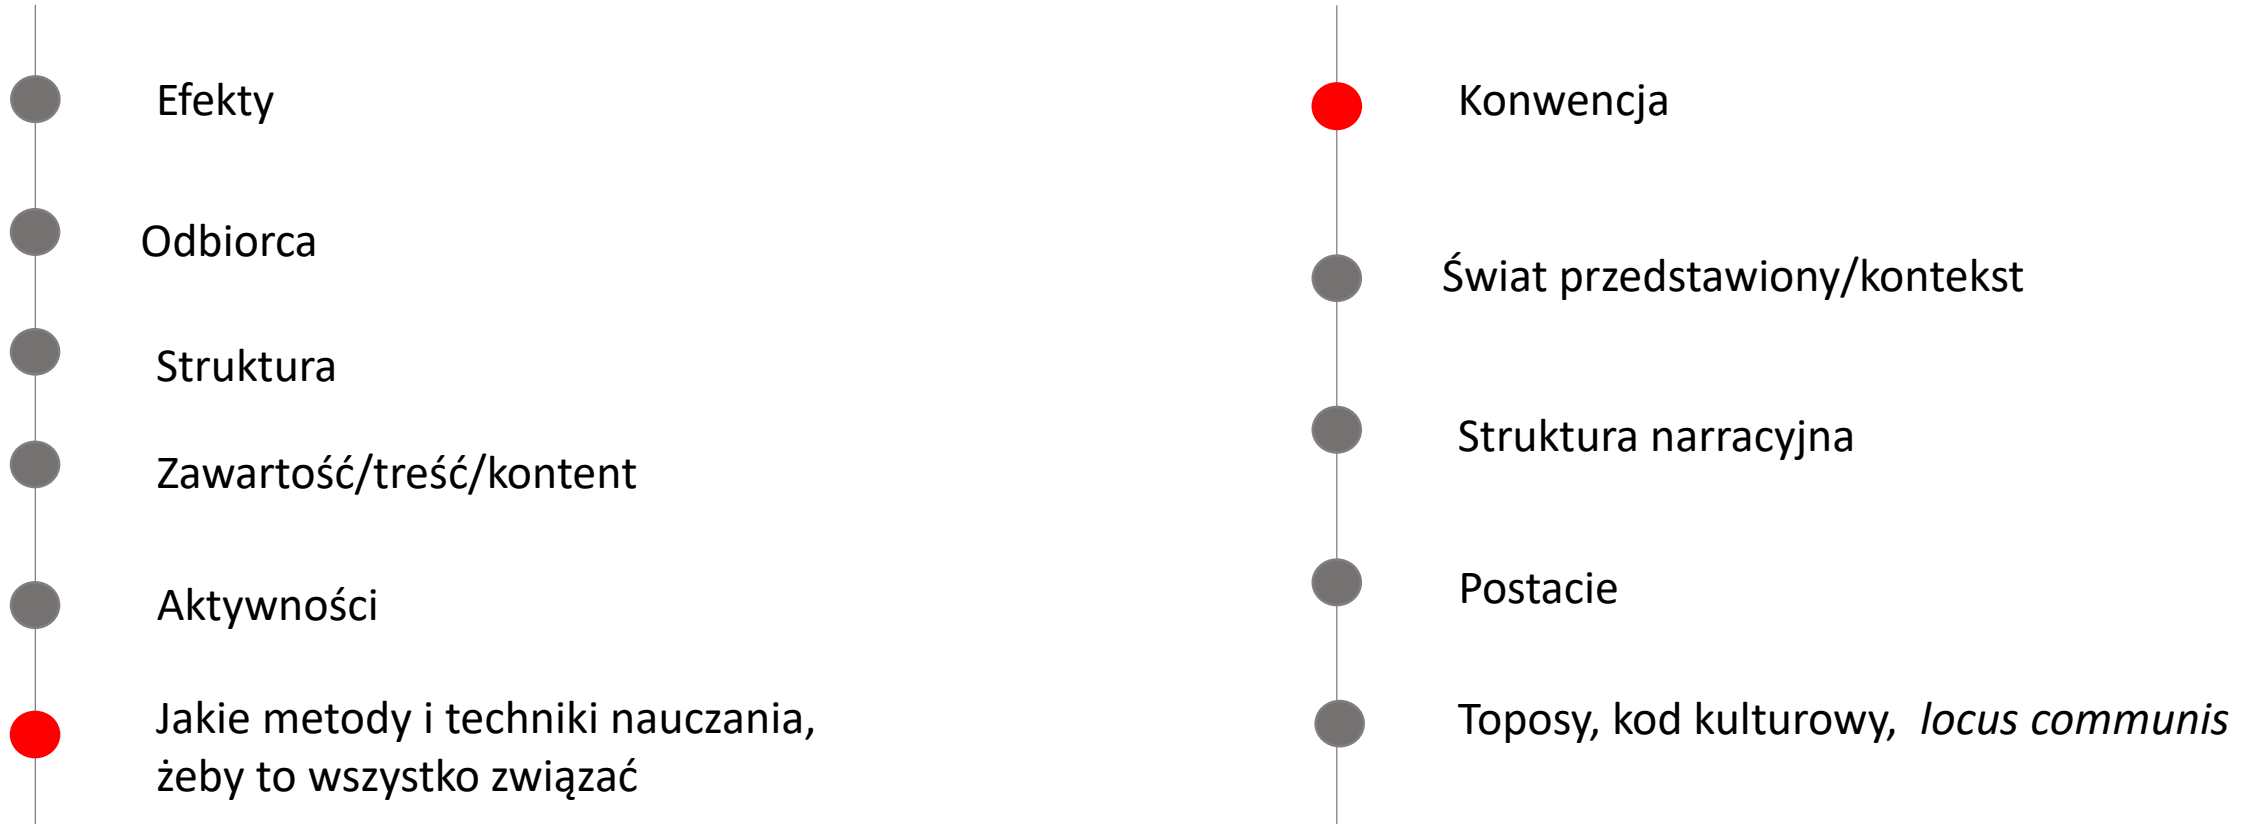 Efekty
Odbiorca
Struktura
Zawartość/treść/kontent
Aktywności
Jakie metody i techniki nauczania,
żeby to wszystko związać
Konwencja
Świat przedstawiony/kontekst
Struktura narracyjna
Postacie
Toposy, kod kulturowy, locus communis